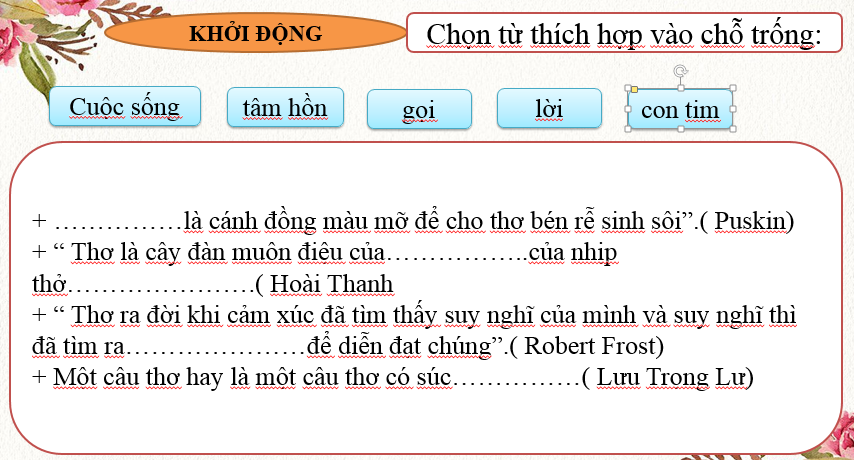 KHỞI ĐỘNG
Chọn từ thích hợp vào chỗ trống:
Cuộc sống
tâm hồn
gọi
lời
con tim
+ ……………là cánh đồng màu mỡ để cho thơ bén rễ sinh sôi”.( Puskin)
+ “ Thơ là cây đàn muôn điệu của……………..của nhịp
thở………………….( Hoài Thanh
+ “ Thơ ra đời khi cảm xúc đã tìm thấy suy nghĩ của mình và suy nghĩ thì
đã tìm ra…………………để diễn đạt chúng”.( Robert Frost)
+ Một câu thơ hay là một câu thơ có súc……………( Lưu Trọng Lư)